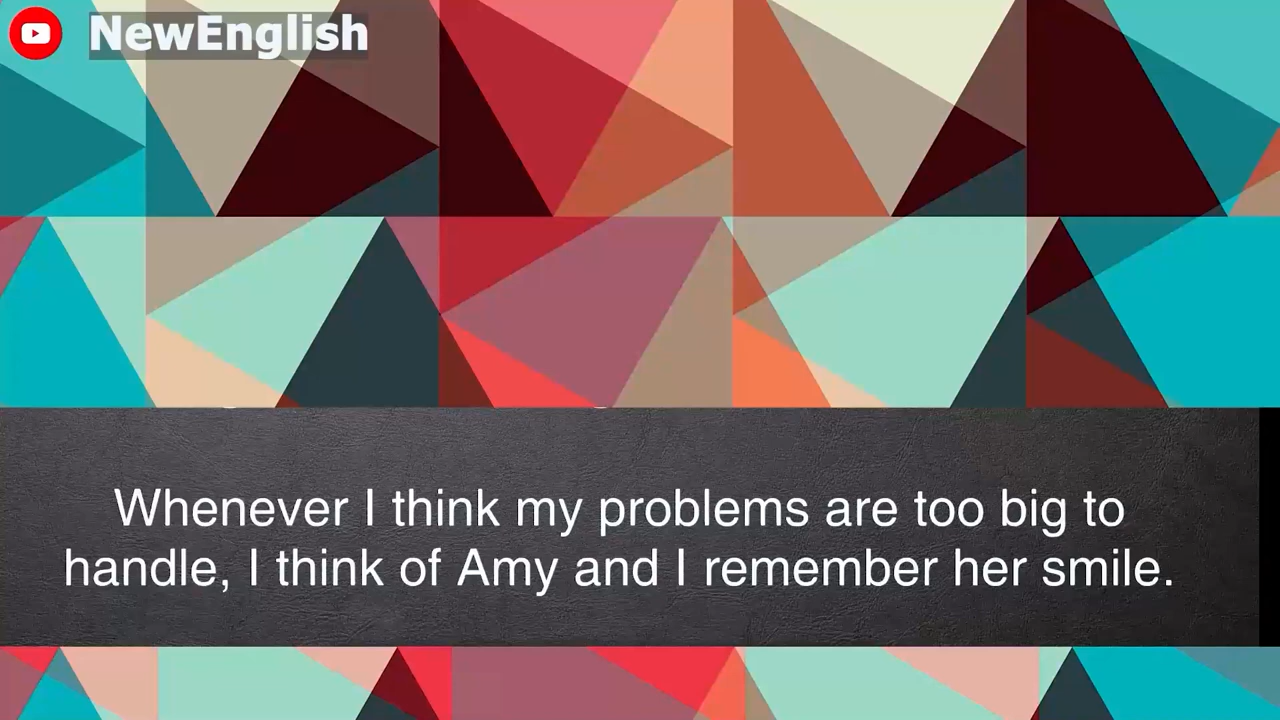 NewEnglish
Whenever I think my problems are too big to
handle, I think of Amy and I remember her smile.